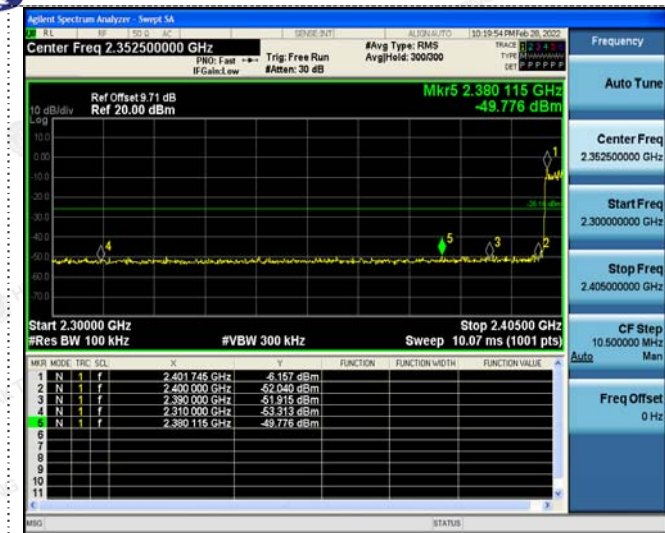 Agilent Spectrum Analyzer - Swept SA
RL RF 50 Ω AC SENSE:INT ALIGNAUTO 10:19:54 PM Feb 28, 2022
Center Freq 2.352500000 GHz
PNO: Fast
IFGain:Low
Trig: Free Run
#Atten: 30 dB
#Avg Type: RMS
Avg|Hold: 300/300
TRACE 1 2 3 4 5 6
TYPE
DET P P P P P P
Mkr5 2.380 115 GHz
-49.776 dBm
Ref Offset 9.71 dB
Ref 20.00 dBm
10 dB/div
Log
10.0
0.00
-10.0
-20.0
-30.0
-40.0
-50.0
-60.0
-70.0
1
2
3
4
5
Start 2.30000 GHz
Stop 2.40500 GHz
#Res BW 100 kHz
#VBW 300 kHz
Sweep 10.07 ms (1001 pts)
MKR MODE TRC SCL X Y FUNCTION FUNCTION WIDTH FUNCTION VALUE
1 N 1 f 2.401 745 GHz -6.157 dBm
2 N 1 f 2.400 000 GHz -52.040 dBm
3 N 1 f 2.390 000 GHz -51.915 dBm
4 N 1 f 2.310 000 GHz -53.313 dBm
5 N 1 f 2.380 115 GHz -49.776 dBm
6
7
8
9
10
11
MSG
STATUS
Frequency
Auto Tune
Center Freq
2.352500000 GHz
Start Freq
2.300000000 GHz
Stop Freq
2.405000000 GHz
CF Step
10.500000 MHz
Auto Man
Freq Offset
0 Hz